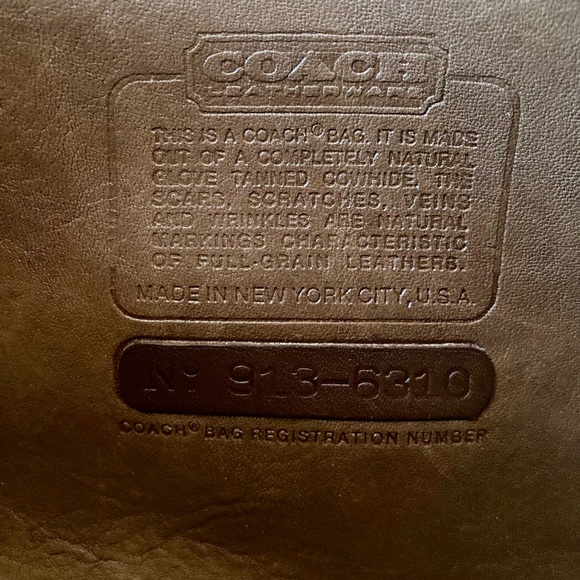 COACH
LEATHERWARE
THIS IS A COACH® BAG. IT IS MADE
OUT OF A COMPLETELY NATURAL
GLOVE TANNED COWHIDE. THE
SCARS, SCRATCHES, VEINS
AND WRINKLES ARE NATURAL
MARKINGS CHARACTERISTIC
OF FULL-GRAIN LEATHERS.
MADE IN NEW YORK CITY, U.S.A.
Nº 913-6310
COACH® BAG REGISTRATION NUMBER